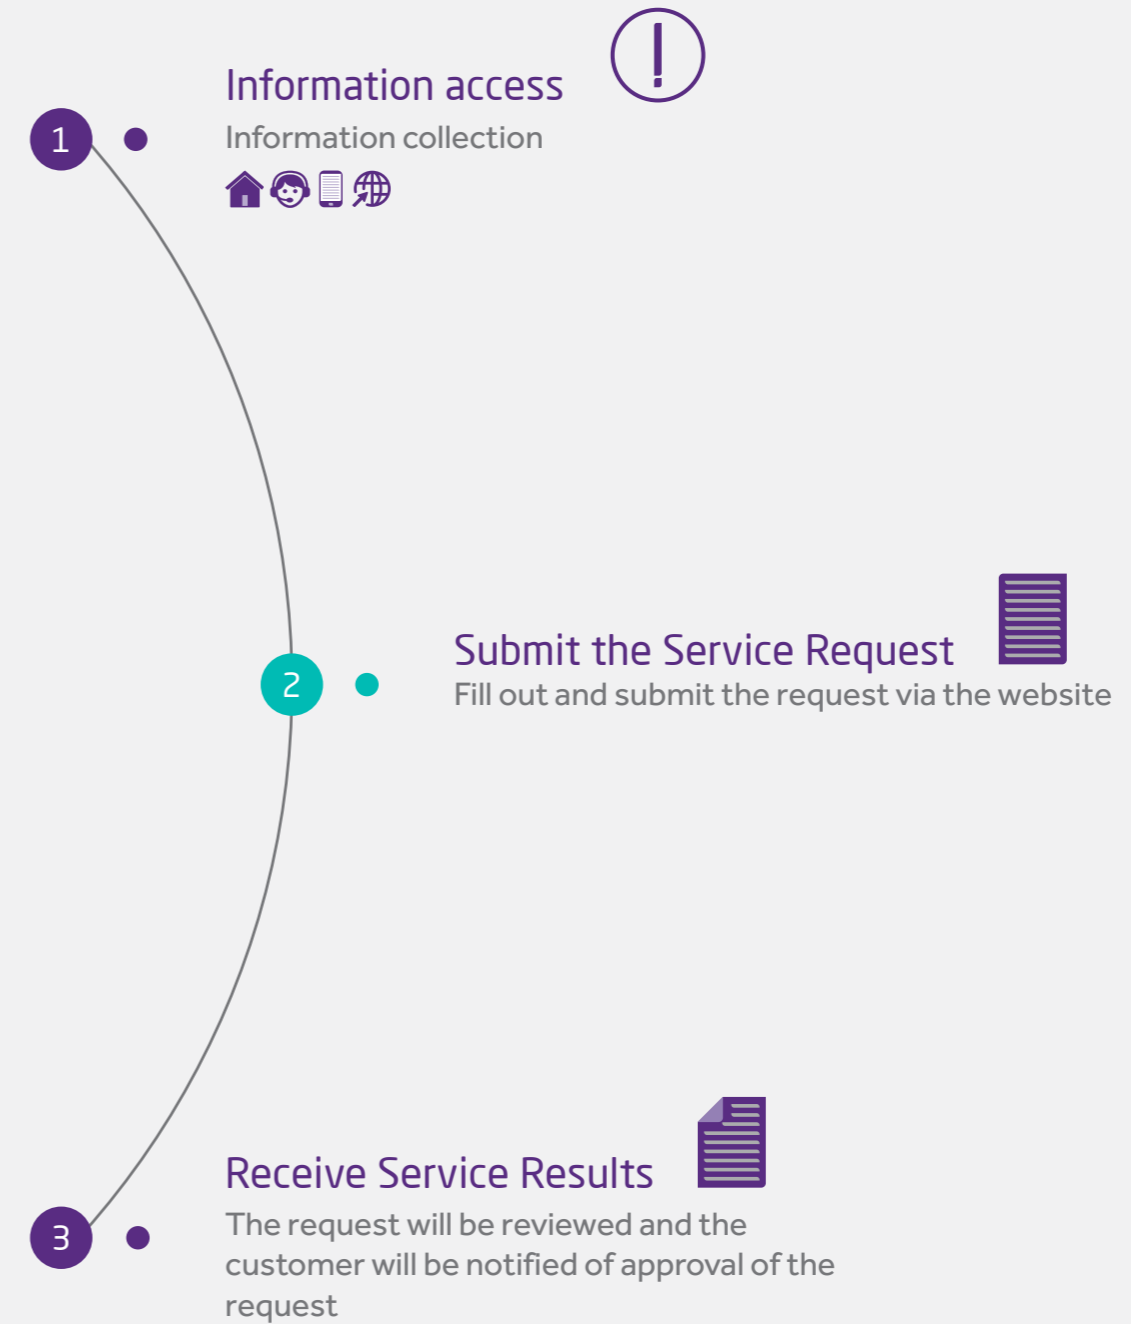 1
Information access
Information collection
2
Submit the Service Request
Fill out and submit the request via the website
3
Receive Service Results
The request will be reviewed and the
customer will be notified of approval of the
request